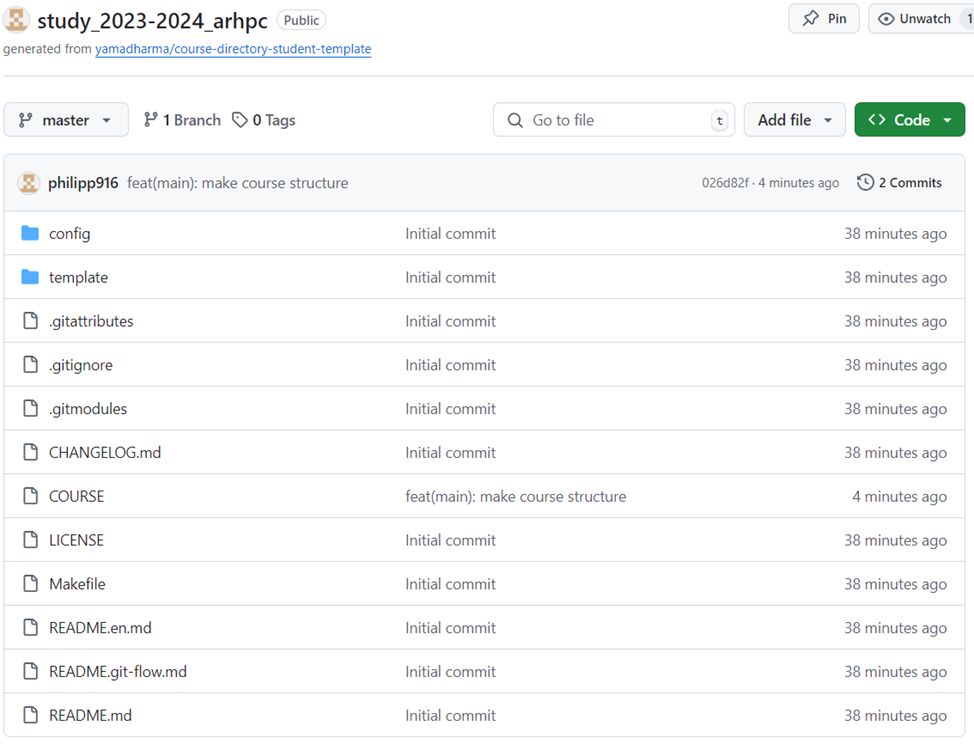 study_2023-2024_arhpc Public Pin Unwatch 1
generated from yamadharma/course-directory-student-template
master 1 Branch 0 Tags Go to file t Add file Code
philipp916 feat(main): make course structure 026d82f · 4 minutes ago 2 Commits
config Initial commit 38 minutes ago
template Initial commit 38 minutes ago
.gitattributes Initial commit 38 minutes ago
.gitignore Initial commit 38 minutes ago
.gitmodules Initial commit 38 minutes ago
CHANGELOG.md Initial commit 38 minutes ago
COURSE feat(main): make course structure 4 minutes ago
LICENSE Initial commit 38 minutes ago
Makefile Initial commit 38 minutes ago
README.en.md Initial commit 38 minutes ago
README.git-flow.md Initial commit 38 minutes ago
README.md Initial commit 38 minutes ago